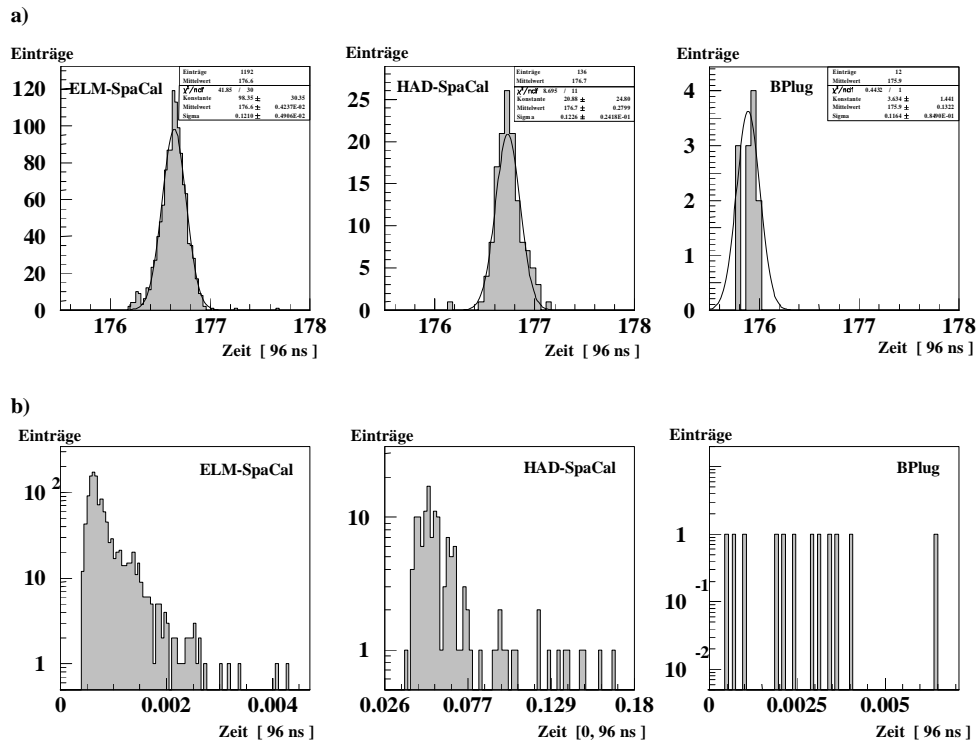 a)
Einträge
ELM-SpaCal
Einträge 1192
Mittelwert 176.6
χ²/ndf 41.85 / 30
Konstante 98.35 ± 30.35
Mittelwert 176.6 ± 0.4237E-02
Sigma 0.1210 ± 0.4906E-02
120
100
80
60
40
20
0
176 177 178
Zeit [ 96 ns ]
Einträge
HAD-SpaCal
Einträge 136
Mittelwert 176.7
χ²/ndf 8.695 / 11
Konstante 20.88 ± 24.80
Mittelwert 176.7 ± 0.2799
Sigma 0.1226 ± 0.2418E-01
25
20
15
10
5
0
176 177 178
Zeit [ 96 ns ]
Einträge
BPlug
Einträge 12
Mittelwert 175.9
χ²/ndf 0.4432 / 1
Konstante 3.634 ± 1.441
Mittelwert 175.9 ± 0.1322
Sigma 0.1164 ± 0.8490E-01
4
3
2
1
0
176 177 178
Zeit [ 96 ns ]
b)
Einträge
ELM-SpaCal
10 2
10
1
0 0.002 0.004
Zeit [ 96 ns ]
Einträge
HAD-SpaCal
10
1
0.026 0.077 0.129 0.18
Zeit [0, 96 ns ]
Einträge
BPlug
1
10 -1
10 -2
0 0.0025 0.005
Zeit [ 96 ns ]